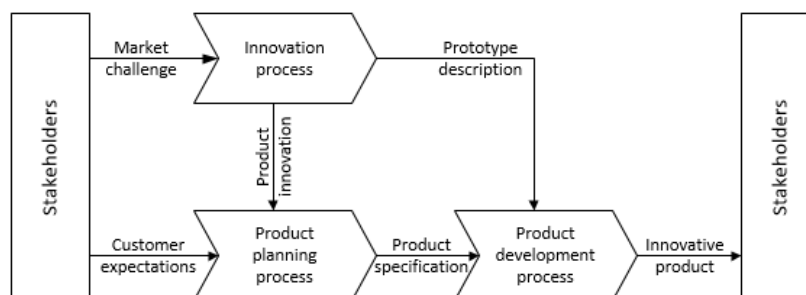 Stakeholders
Market
challenge
Innovation
process
Prototype
description
Product
innovation
Customer
expectations
Product
planning
process
Product
specification
Product
development
process
Innovative
product
Stakeholders